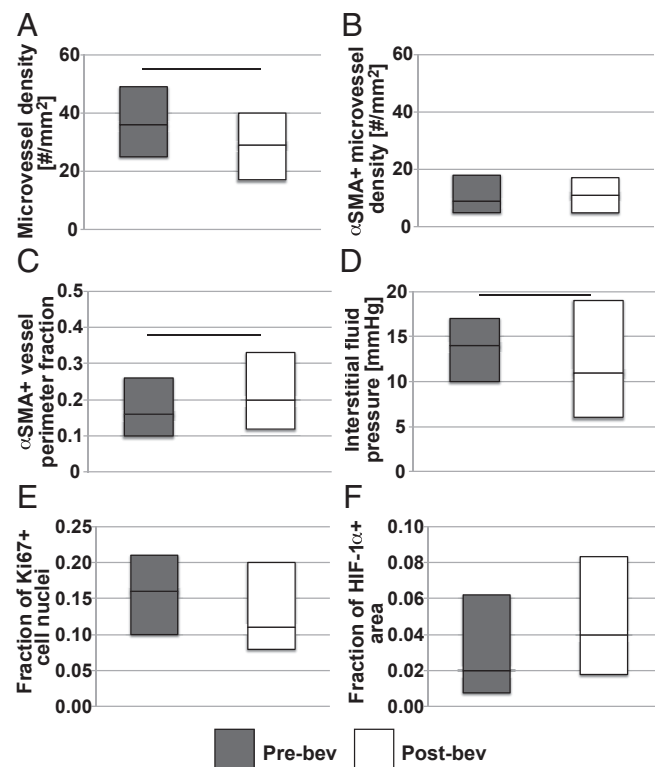 A
Microvessel density
[#/mm2]
60
40
20
0
B
αSMA+ microvessel
density [#/mm2]
60
40
20
0
C
αSMA+ vessel
perimeter fraction
0.5
0.4
0.3
0.2
0.1
0
D
Interstitial fluid
pressure [mmHg]
20
15
10
5
0
E
Fraction of Ki67+
cell nuclei
0.25
0.20
0.15
0.10
0.05
0.00
F
Fraction of HIF-1α+
area
0.10
0.08
0.06
0.04
0.02
0.00
Pre-bev
Post-bev